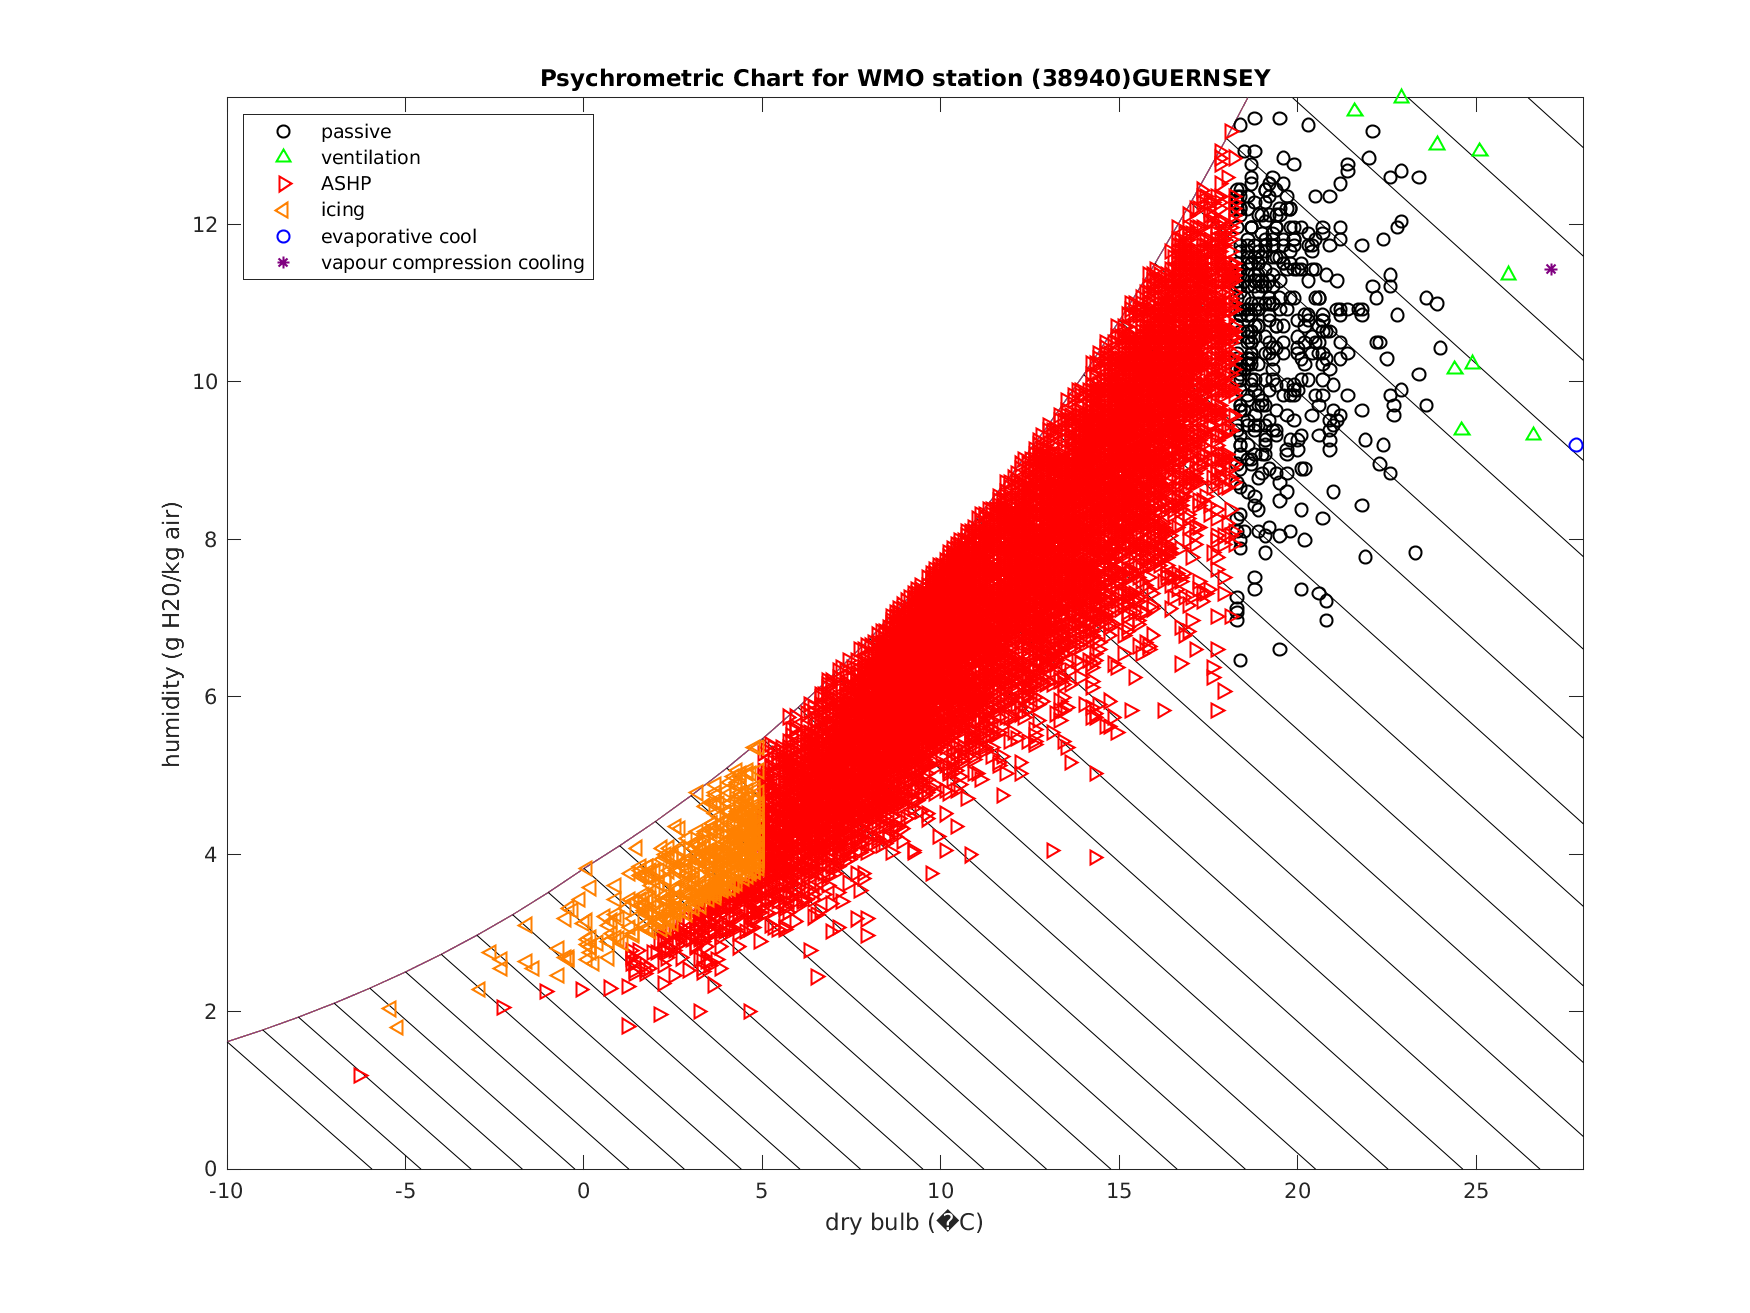 Psychrometric Chart for WMO station (38940)GUERNSEY
passive
ventilation
ASHP
icing
evaporative cool
vapour compression cooling
humidity (g H20/kg air)
12
10
8
6
4
2
0
-10 -5 0 5 10 15 20 25
dry bulb (�C)